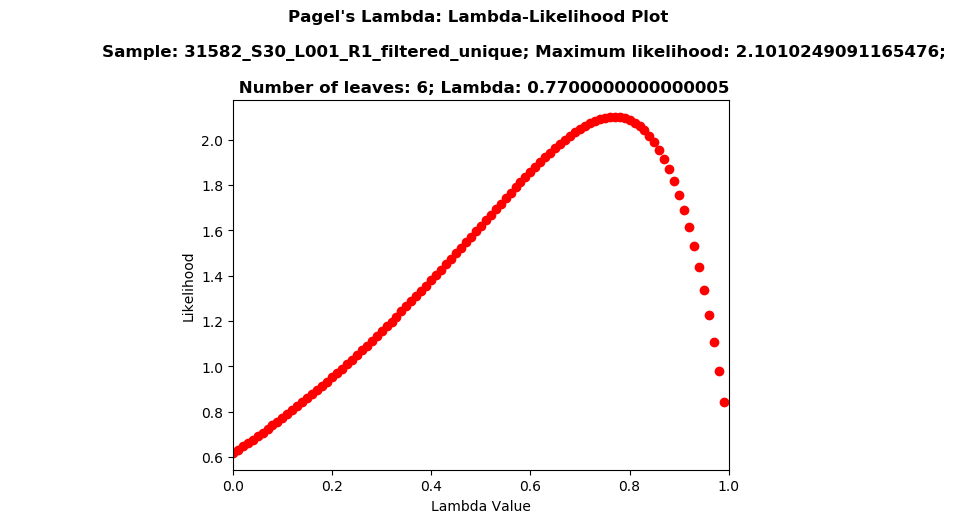 Pagel's Lambda: Lambda-Likelihood Plot
Sample: 31582_S30_L001_R1_filtered_unique; Maximum likelihood: 2.1010249091165476;
Number of leaves: 6; Lambda: 0.7700000000000005
2.0
1.8
1.6
1.4
1.2
1.0
0.8
0.6
Likelihood
0.0 0.2 0.4 0.6 0.8 1.0
Lambda Value